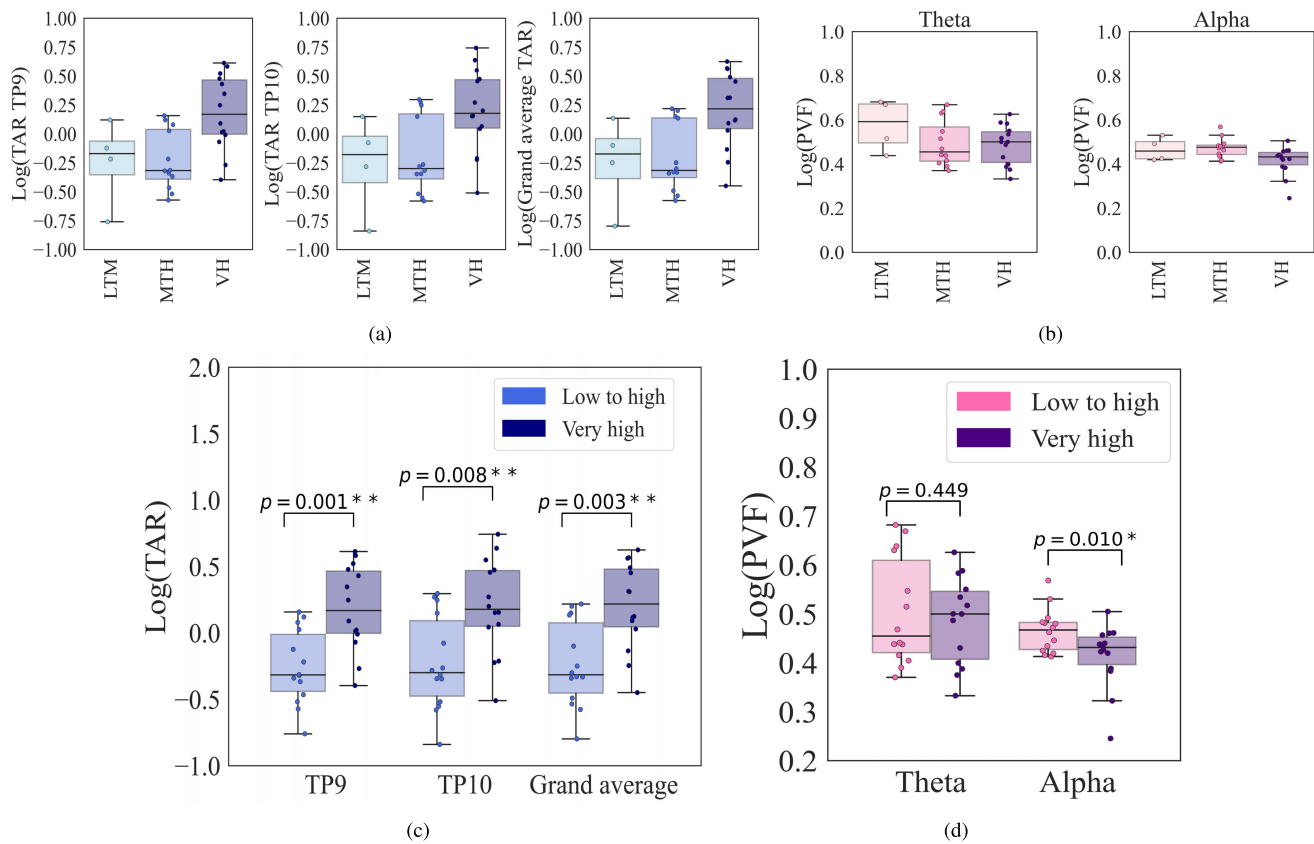 1.00
0.75
0.50
0.25
0.00
−0.25
−0.50
−0.75
−1.00
Log(TAR TP9)
LTM
MTH
VH
1.00
0.75
0.50
0.25
0.00
−0.25
−0.50
−0.75
−1.00
Log(TAR TP10)
LTM
MTH
VH
1.00
0.75
0.50
0.25
0.00
−0.25
−0.50
−0.75
−1.00
Log(Grand average TAR)
LTM
MTH
VH
(a)
Theta
1.0
0.8
0.6
0.4
0.2
0.0
Log(PVF)
LTM
MTH
VH
Alpha
1.0
0.8
0.6
0.4
0.2
0.0
Log(PVF)
LTM
MTH
VH
(b)
2.0
1.5
1.0
0.5
0.0
−0.5
−1.0
Log(TAR)
Low to high
Very high
p = 0.001**
p = 0.008**
p = 0.003**
TP9
TP10
Grand average
(c)
1.0
0.9
0.8
0.7
0.6
0.5
0.4
0.3
0.2
Log(PVF)
Low to high
Very high
p = 0.449
p = 0.010*
Theta
Alpha
(d)